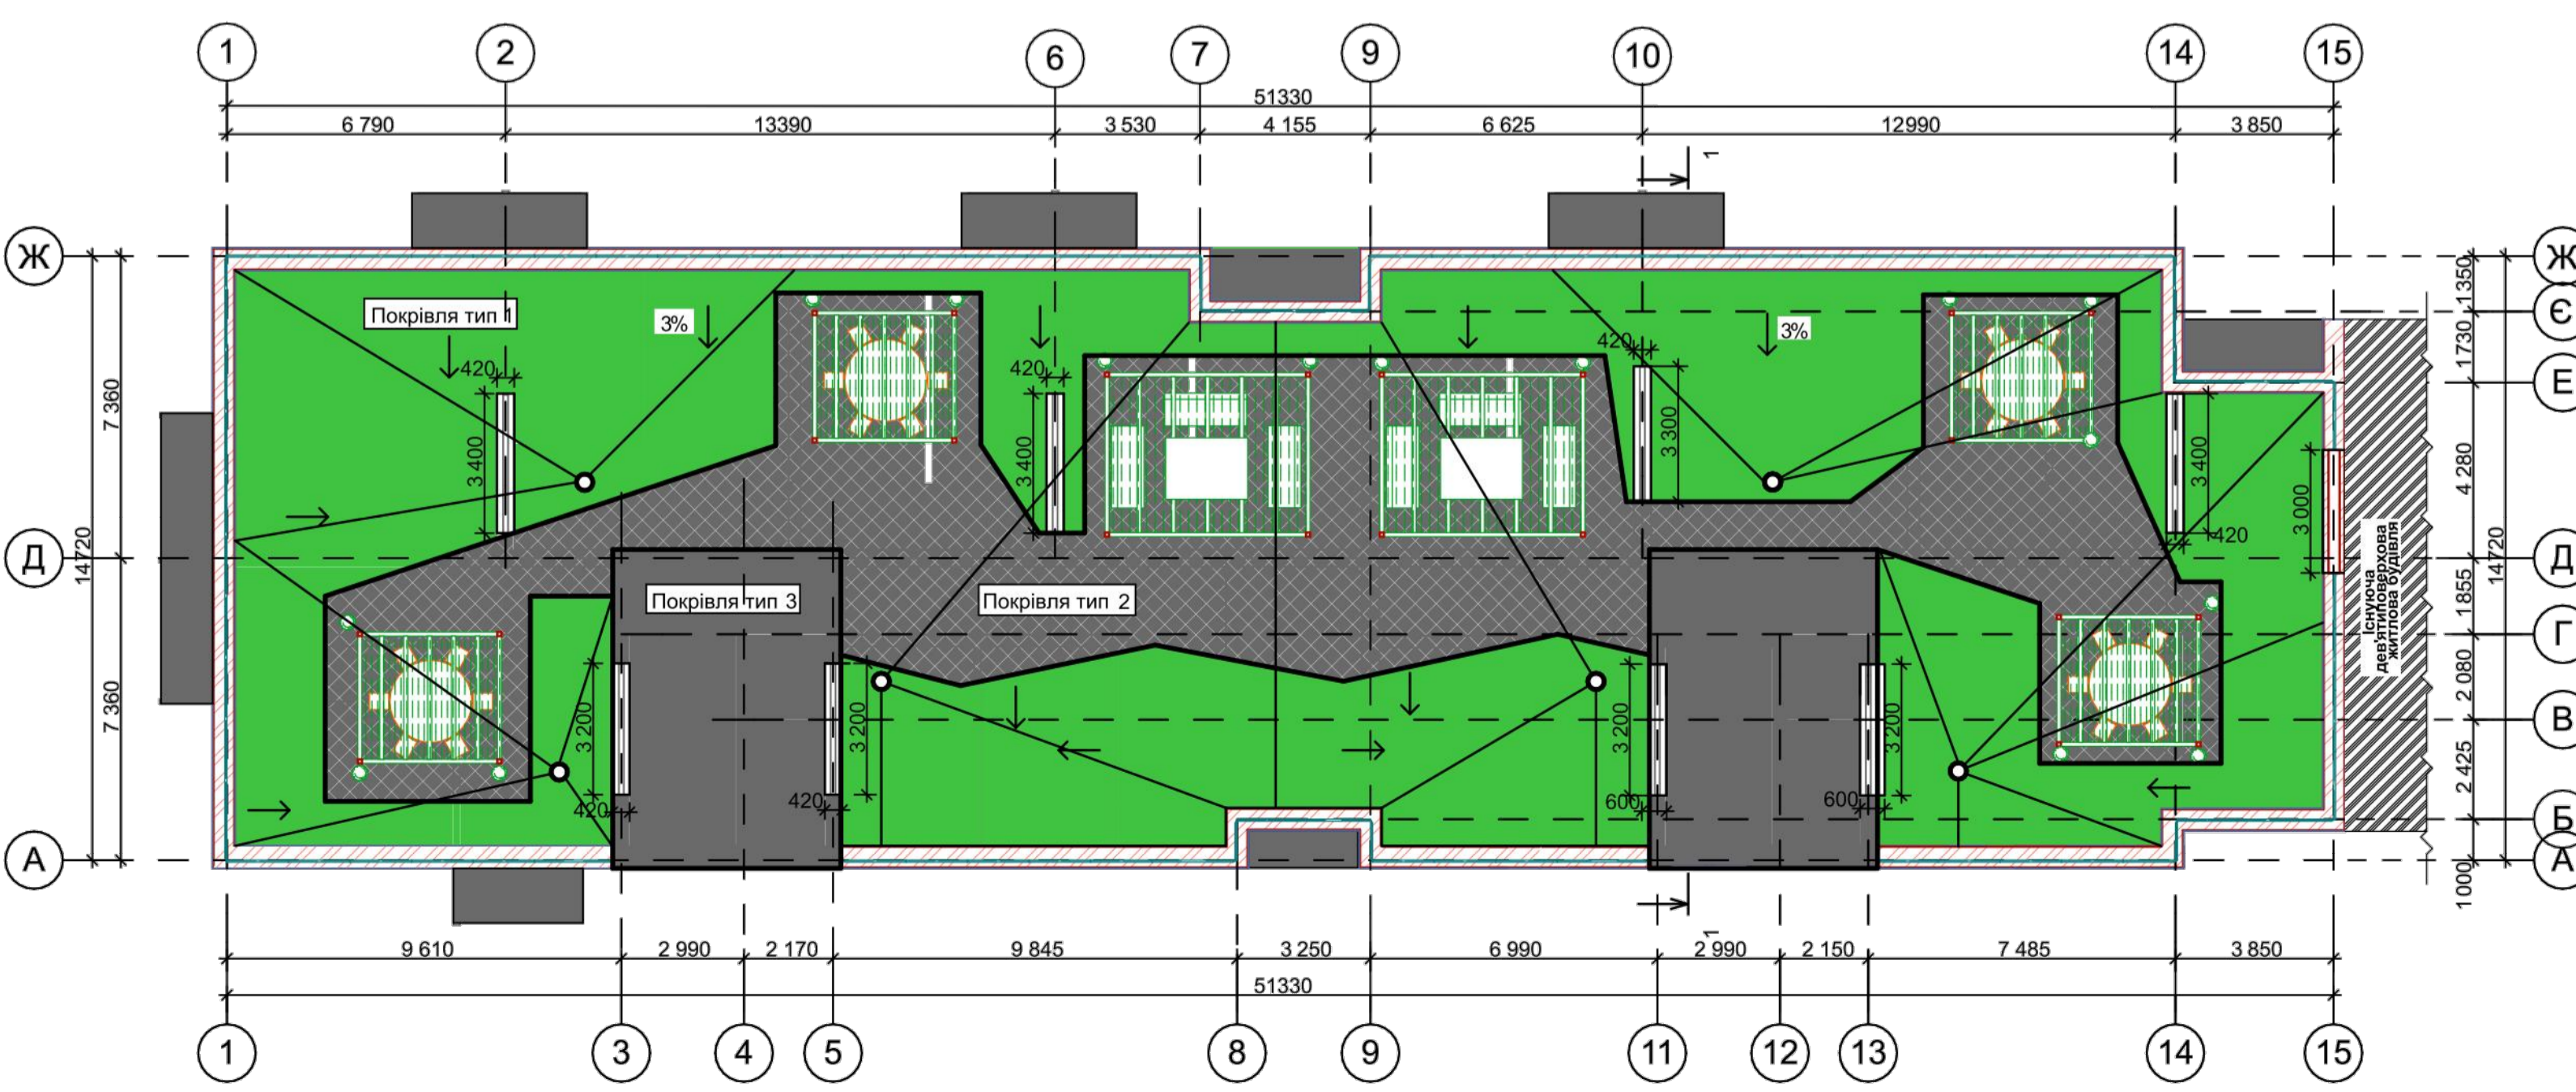 1 2 6 7 9 10 14 15
51330
6 790 13390 3 530 4 155 6 625 12990 3 850
1
Ж Ж
1350
Є
1730
Покрівля тип 1 3% 3%
420 420 420
Е
7 360
3 400 3 400 3 300 3 400 4 280
3 000
420
Д 14720 Д
14720
1855
Існуюча
девятиповерхова
житлова будівля
Покрівля тип 3 Покрівля тип 2
Г
2 080
7 360
3 200 3 200 3 200 3 200
В
2 425
420 420 600 600
Б
А А
1000
1
9 610 2 990 2 170 9 845 3 250 6 990 2 990 2 150 7 485 3 850
51330
1 3 4 5 8 9 11 12 13 14 15